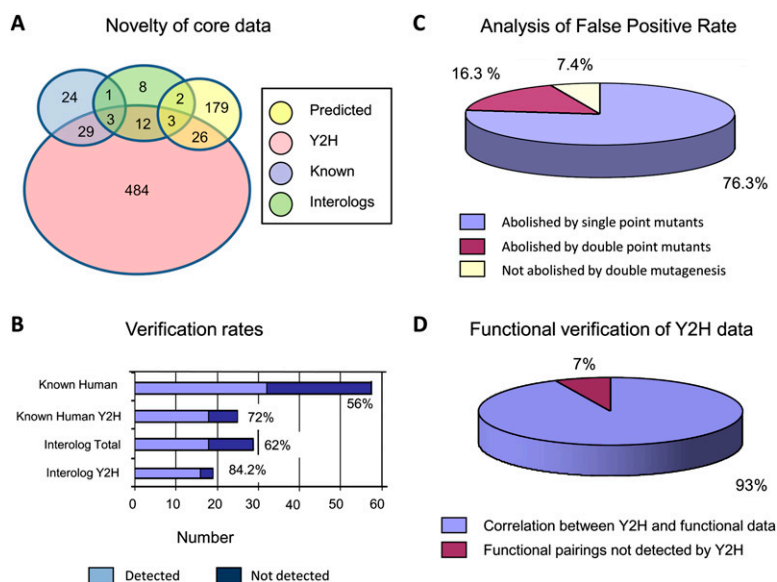 A
Novelty of core data
24
1
8
2
179
29
3
12
3
26
484
Predicted
Y2H
Known
Interologs
B
Verification rates
Known Human
56%
Known Human Y2H
72%
Interolog Total
62%
Interolog Y2H
84.2%
0 10 20 30 40 50 60
Number
Detected
Not detected
C
Analysis of False Positive Rate
7.4%
16.3 %
76.3%
Abolished by single point mutants
Abolished by double point mutants
Not abolished by double mutagenesis
D
Functional verification of Y2H data
7%
93%
Correlation between Y2H and functional data
Functional pairings not detected by Y2H